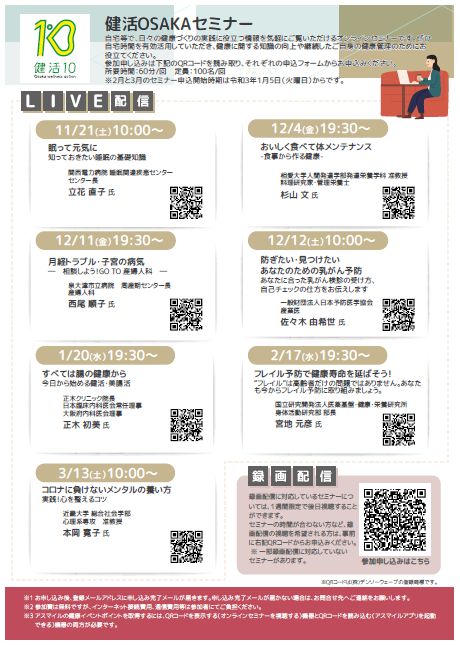 健活OSAKAセミナー
自宅等で、日々の健康づくりの実践に役立つ情報を気軽にご覧いただけるオンラインセミナーです。
自宅時間を有効活用していただき、健康に関する知識の向上や継続したご自身の健康管理のためにお
役立てください。
参加申し込みは下記のQRコードを読み取り、それぞれの申込フォームからお申込みください。
所要時間:60分/回 定員:100名/回
※2月と3月のセミナー申込開始時期は令和3年1月5日(火曜日)からです。
健活10
LIVE配信
11/21(土)10:00～
眠って元気に
知っておきたい睡眠の基礎知識
関西電力病院 睡眠関連疾患センター
センター長
立花 直子 氏
12/4(金)19:30～
おいしく食べて体メンテナンス
-食事から作る健康-
相愛大学人間発達学部発達栄養学科 准教授
料理研究家・管理栄養士
杉山 文 氏
12/11(金)19:30～
月経トラブル・子宮の病気
― 相談しよう!GO TO 産婦人科 ―
泉大津市立病院 周産期センター長
産婦人科
西尾 順子 氏
12/12(土)10:00～
防ぎたい・見つけたい
あなたのための乳がん予防
あなたに合った乳がん検診の受け方、
自己チェックの仕方をお伝えします
一般財団法人日本予防医学協会
産業医
佐々木 由希世 氏
1/20(水)19:30～
すべては腸の健康から
今日から始める健活・美腸活
正木クリニック院長
日本臨床内科医会常任理事
大阪府内科医会理事
正木 初美 氏
2/17(水)19:30～
フレイル予防で健康寿命を延ばそう!
"フレイル"は高齢者だけの問題ではありません。あなた
も今からフレイル予防に取り組みましょう。
国立研究開発法人医薬基盤・健康・栄養研究所
身体活動研究部 部長
宮地 元彦 氏
3/13(土)10:00～
コロナに負けないメンタルの養い方
実践!心を整えるコツ
近畿大学 総合社会学部
心理系専攻 准教授
本岡 寛子 氏
録画配信
録画配信に対応しているセミナーにつ
いては、1週間限定で後日視聴すること
ができます。
セミナーの時間が合わない方など、録
画配信の視聴を希望される方は、事前
に右記QRコードからお申込みください。
※ 一部録画配信に対応していない
セミナーがあります。
参加申し込みはこちら
※QRコードは(株)デンソーウェーブの登録商標です。
※1 お申し込み後、登録メールアドレスに申し込み完了メールが届きます。申し込み完了メールが届かない場合は、お問合せ先へご連絡をお願いします。
※2 参加費は無料ですが、インターネット接続費用、通信費用等は参加者にてご負担ください。
※3 アスマイルの健康イベントポイントを取得するには、QRコードを表示する(オンラインセミナーを視聴する)機器とQRコードを読み込む(アスマイルアプリを起動
できる)機器の両方が必要です。